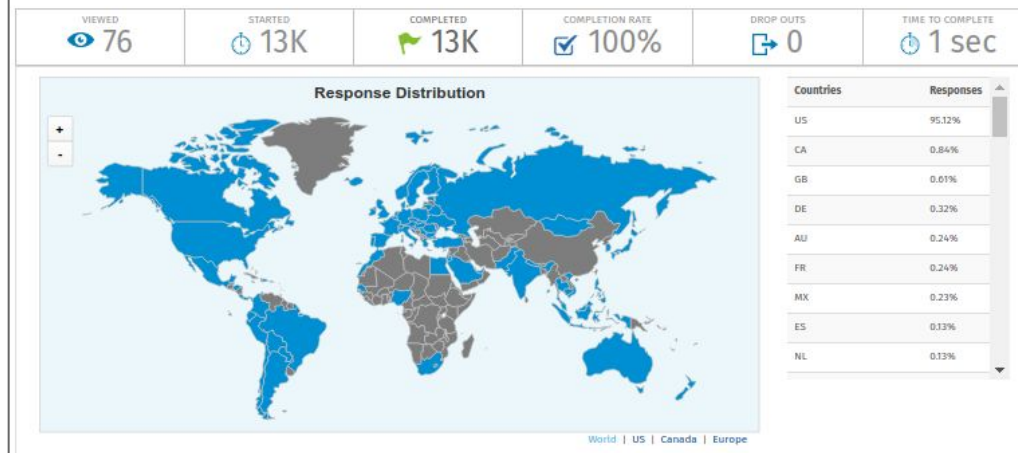 VIEWED STARTED COMPLETED COMPLETION RATE DROP OUTS TIME TO COMPLETE
76 13K 13K 100% 0 1 sec
Response Distribution
+
-
World | US | Canada | Europe
Countries Responses
US 95.12%
CA 0.84%
GB 0.61%
DE 0.32%
AU 0.24%
FR 0.24%
MX 0.23%
ES 0.13%
NL 0.13%